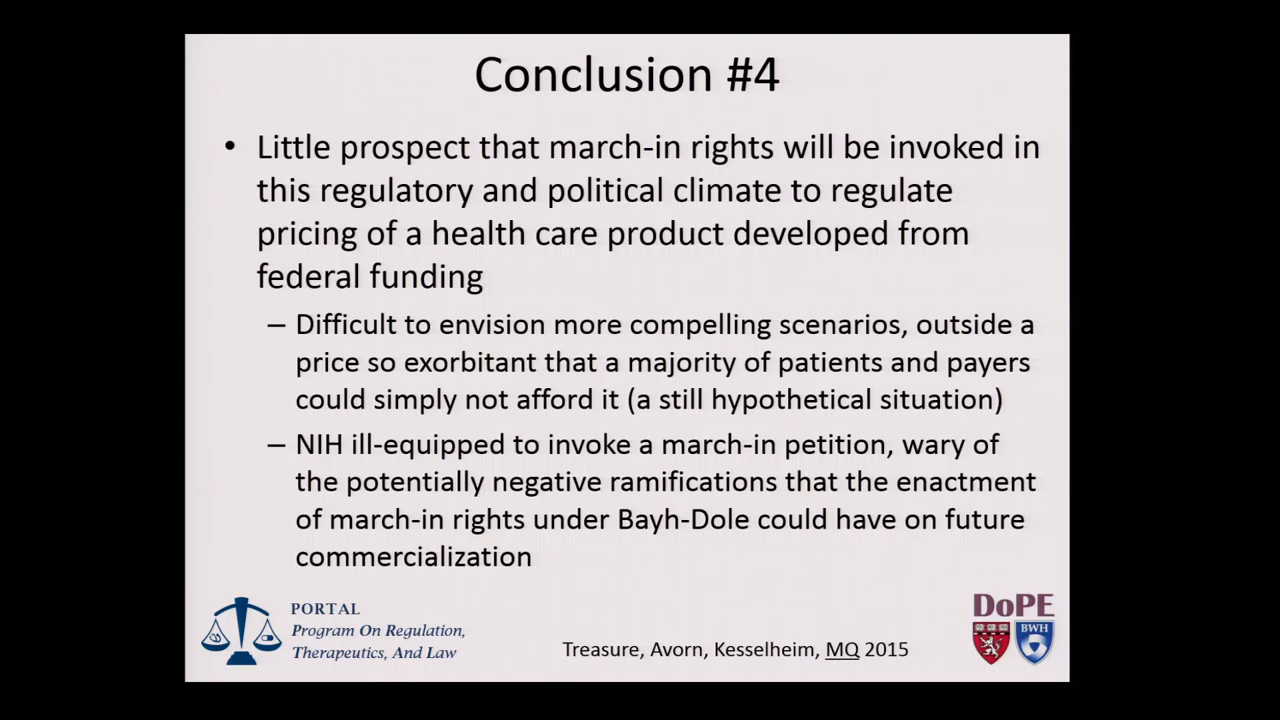 Conclusion #4
• Little prospect that march-in rights will be invoked in
this regulatory and political climate to regulate
pricing of a health care product developed from
federal funding
– Difficult to envision more compelling scenarios, outside a
price so exorbitant that a majority of patients and payers
could simply not afford it (a still hypothetical situation)
– NIH ill-equipped to invoke a march-in petition, wary of
the potentially negative ramifications that the enactment
of march-in rights under Bayh-Dole could have on future
commercialization
PORTAL
Program On Regulation,
Therapeutics, And Law
Treasure, Avorn, Kesselheim, MQ 2015
DoPE
BWH